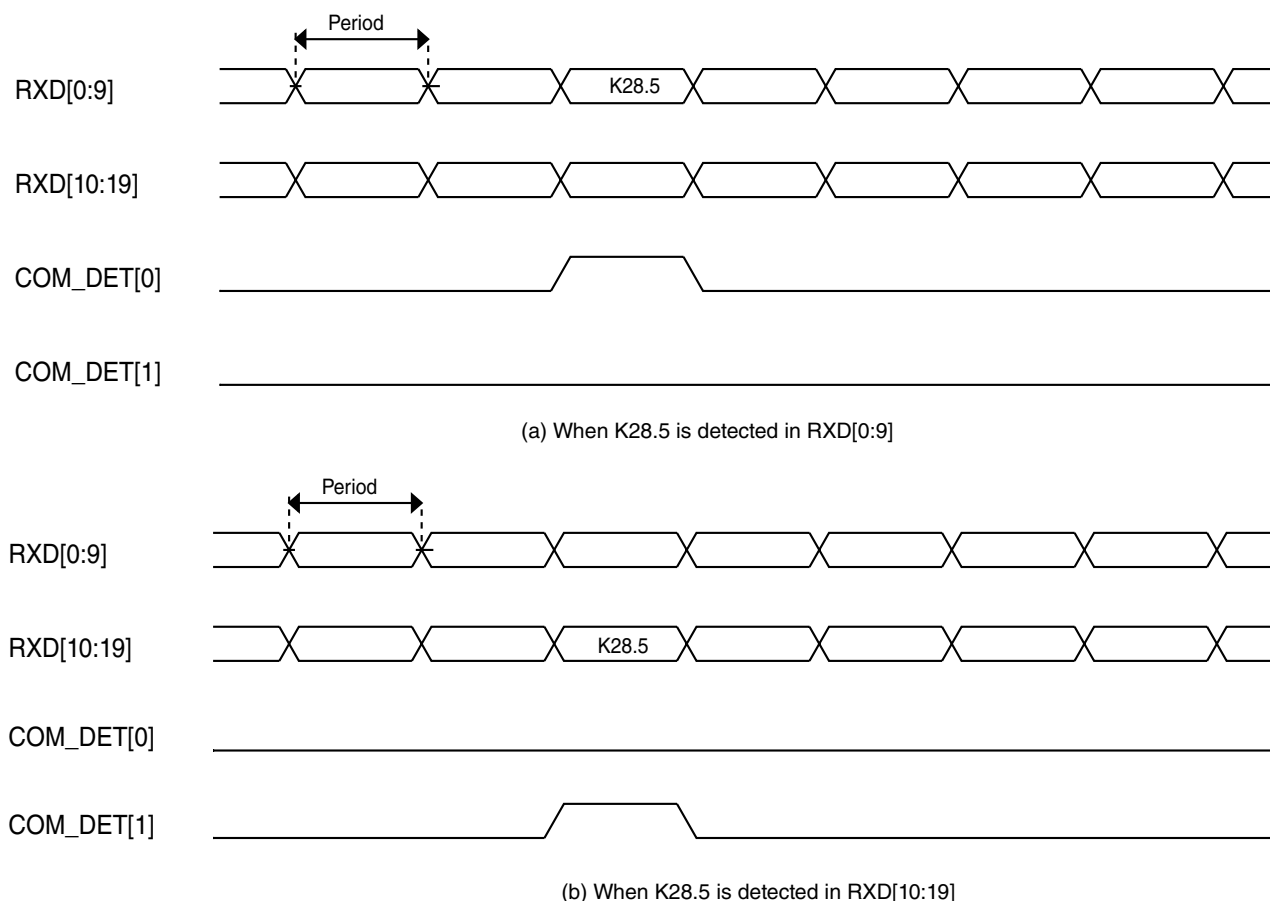 Period
RXD[0:9]
K28.5
RXD[10:19]
COM_DET[0]
COM_DET[1]
(a) When K28.5 is detected in RXD[0:9]
Period
RXD[0:9]
RXD[10:19]
K28.5
COM_DET[0]
COM_DET[1]
(b) When K28.5 is detected in RXD[10:19]